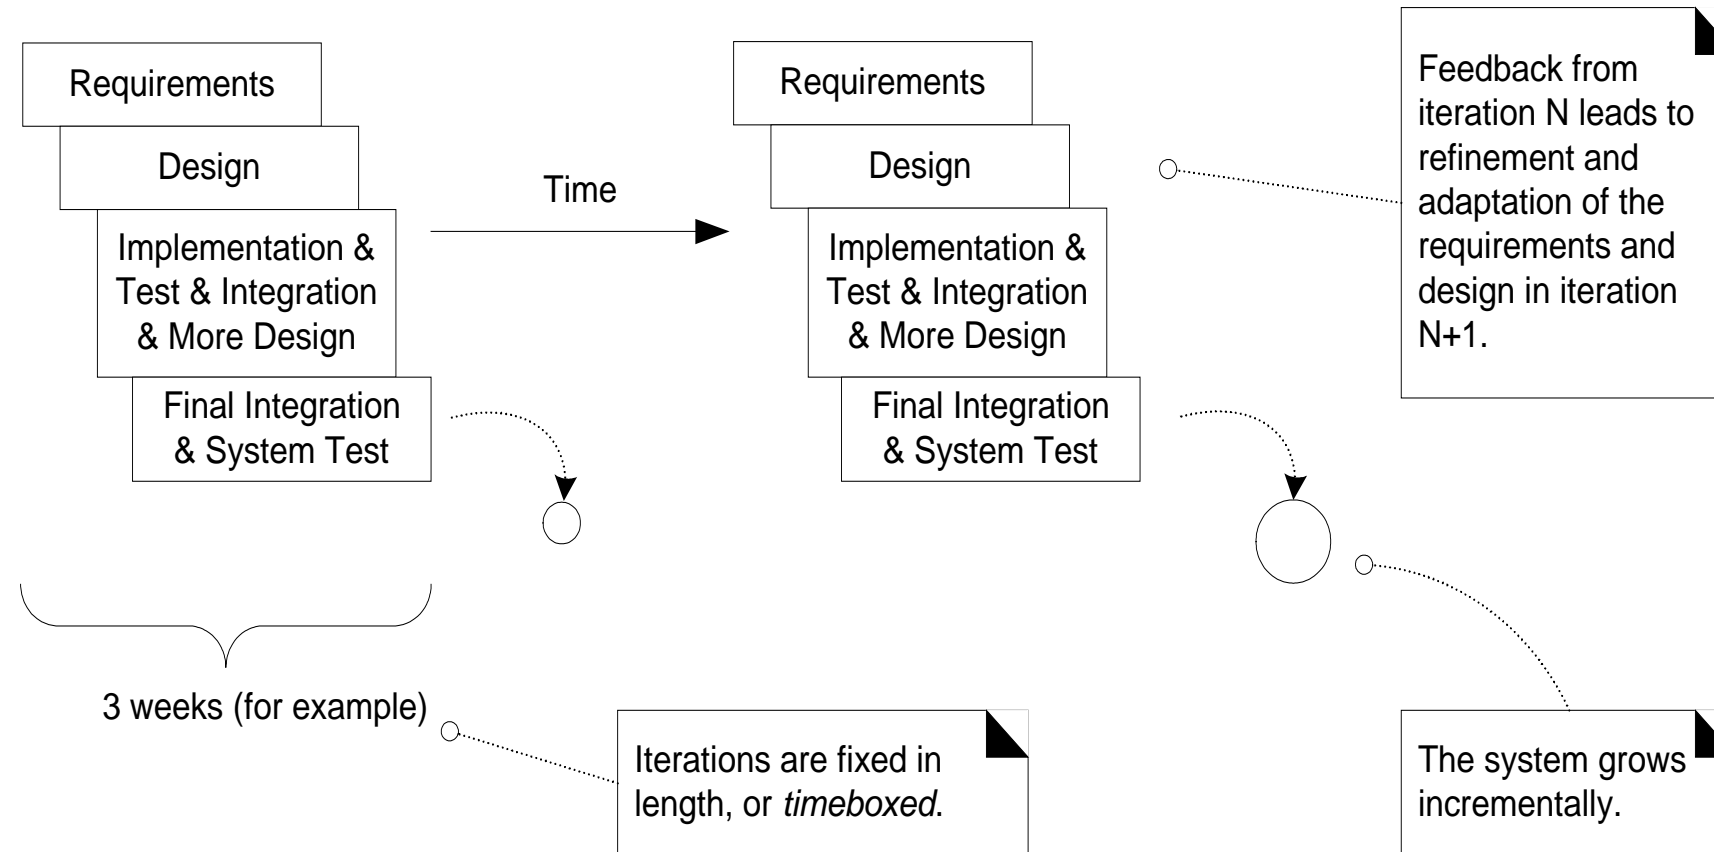 Requirements
Design
Implementation &
Test & Integration
& More Design
Final Integration
& System Test
Time
Requirements
Design
Implementation &
Test & Integration
& More Design
Final Integration
& System Test
Feedback from
iteration N leads to
refinement and
adaptation of the
requirements and
design in iteration
N+1.
3 weeks (for example)
Iterations are fixed in
length, or timeboxed.
The system grows
incrementally.